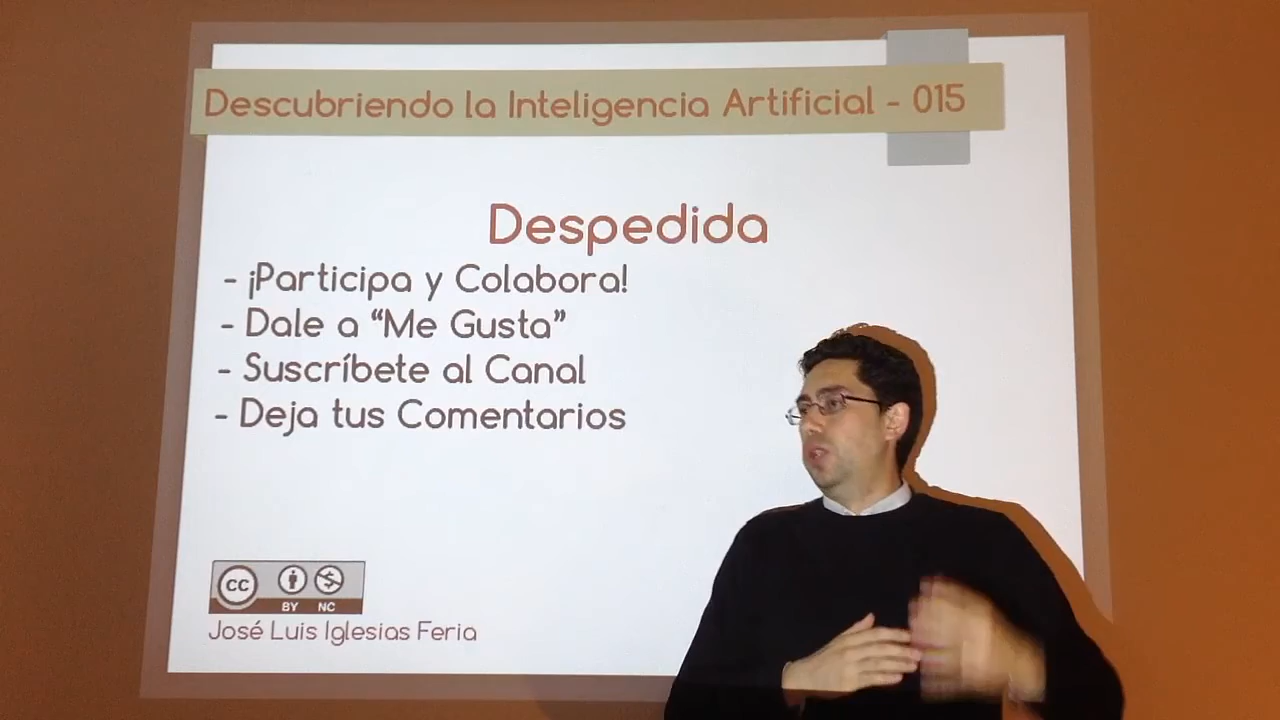 Descubriendo la Inteligencia Artificial - 015
Despedida
- ¡Participa y Colabora!
- Dale a “Me Gusta”
- Suscríbete al Canal
- Deja tus Comentarios
cc
BY NC
José Luis Iglesias Feria